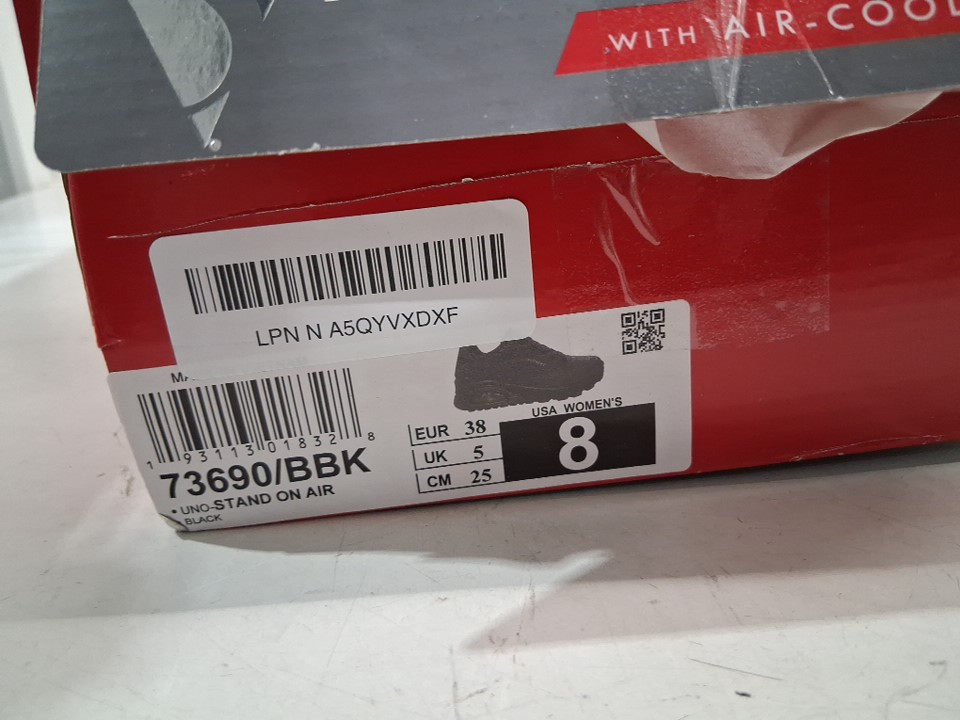 WITH AIR-COOL
LPN N A5QYVXDXF
1 93113 01832 8
73690/BBK
• UNO-STAND ON AIR
BLACK
EUR 38
UK 5
CM 25
USA WOMEN'S
8